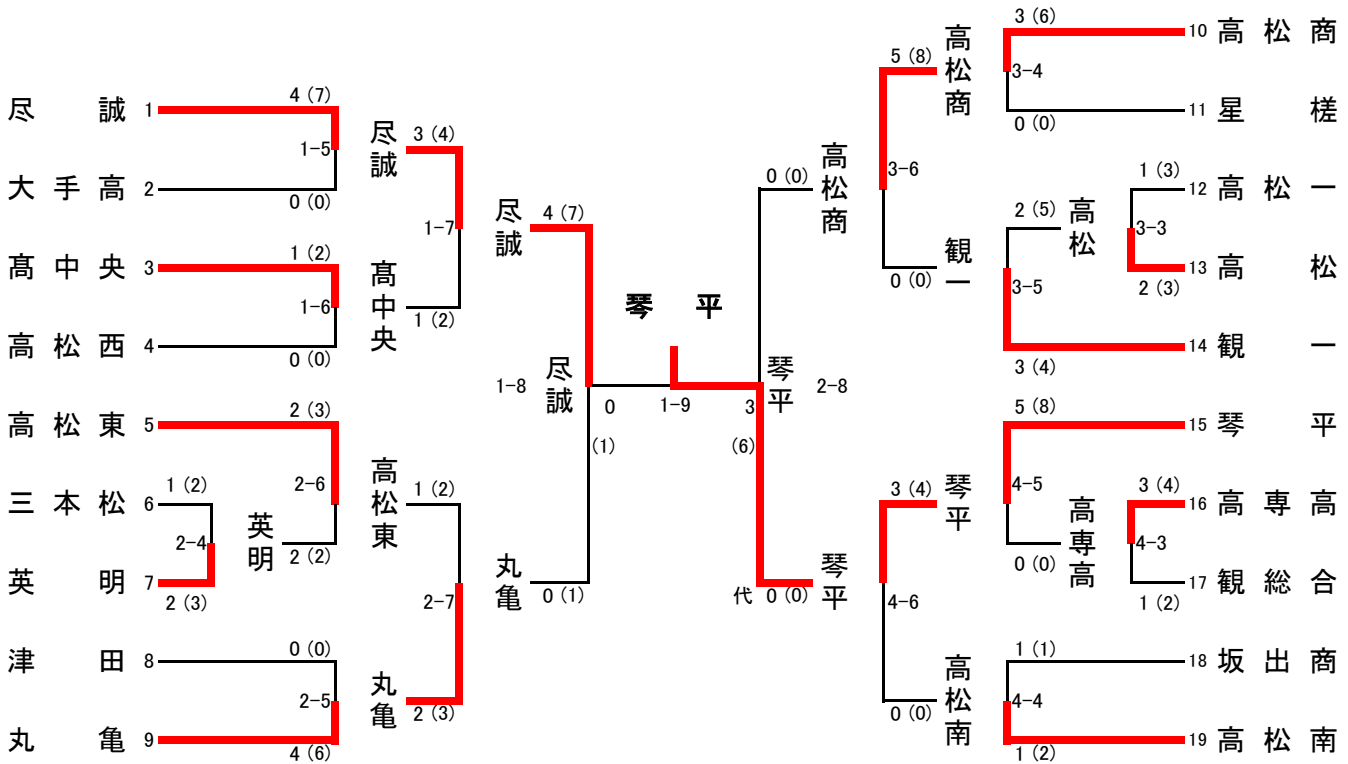 尽誠 1
4 (7)
1-5
大手高 2
0 (0)
髙中央 3
1 (2)
1-6
高松西 4
0 (0)
高松東 5
2 (3)
2-6
三本松 6
1 (2)
2-4
英明
2 (2)
英明 7
2 (3)
津田 8
0 (0)
2-5
丸亀 9
4 (6)
尽誠
3 (4)
1-7
髙中央
1 (2)
高松東
1 (2)
2-7
丸亀
2 (3)
尽誠
4 (7)
1-8
尽誠
丸亀
0 (1)
琴平
0
(1)
1-9
3
(6)
琴平
2-8
0 (0)
高松商
代 0 (0)
琴平
5 (8)
高松商
3-6
0 (0)
観一
3 (4)
琴平
4-6
0 (0)
高松南
3 (6)
10 高松商
3-4
0 (0)
11 星槎
1 (3)
12 高松一
2 (5)
高松
3-3
13 高松
2 (3)
3-5
14 観一
3 (4)
5 (8)
15 琴平
4-5
3 (4)
16 高専高
0 (0)
高専高
4-3
17 観総合
1 (2)
1 (1)
18 坂出商
4-4
19 高松南
1 (2)